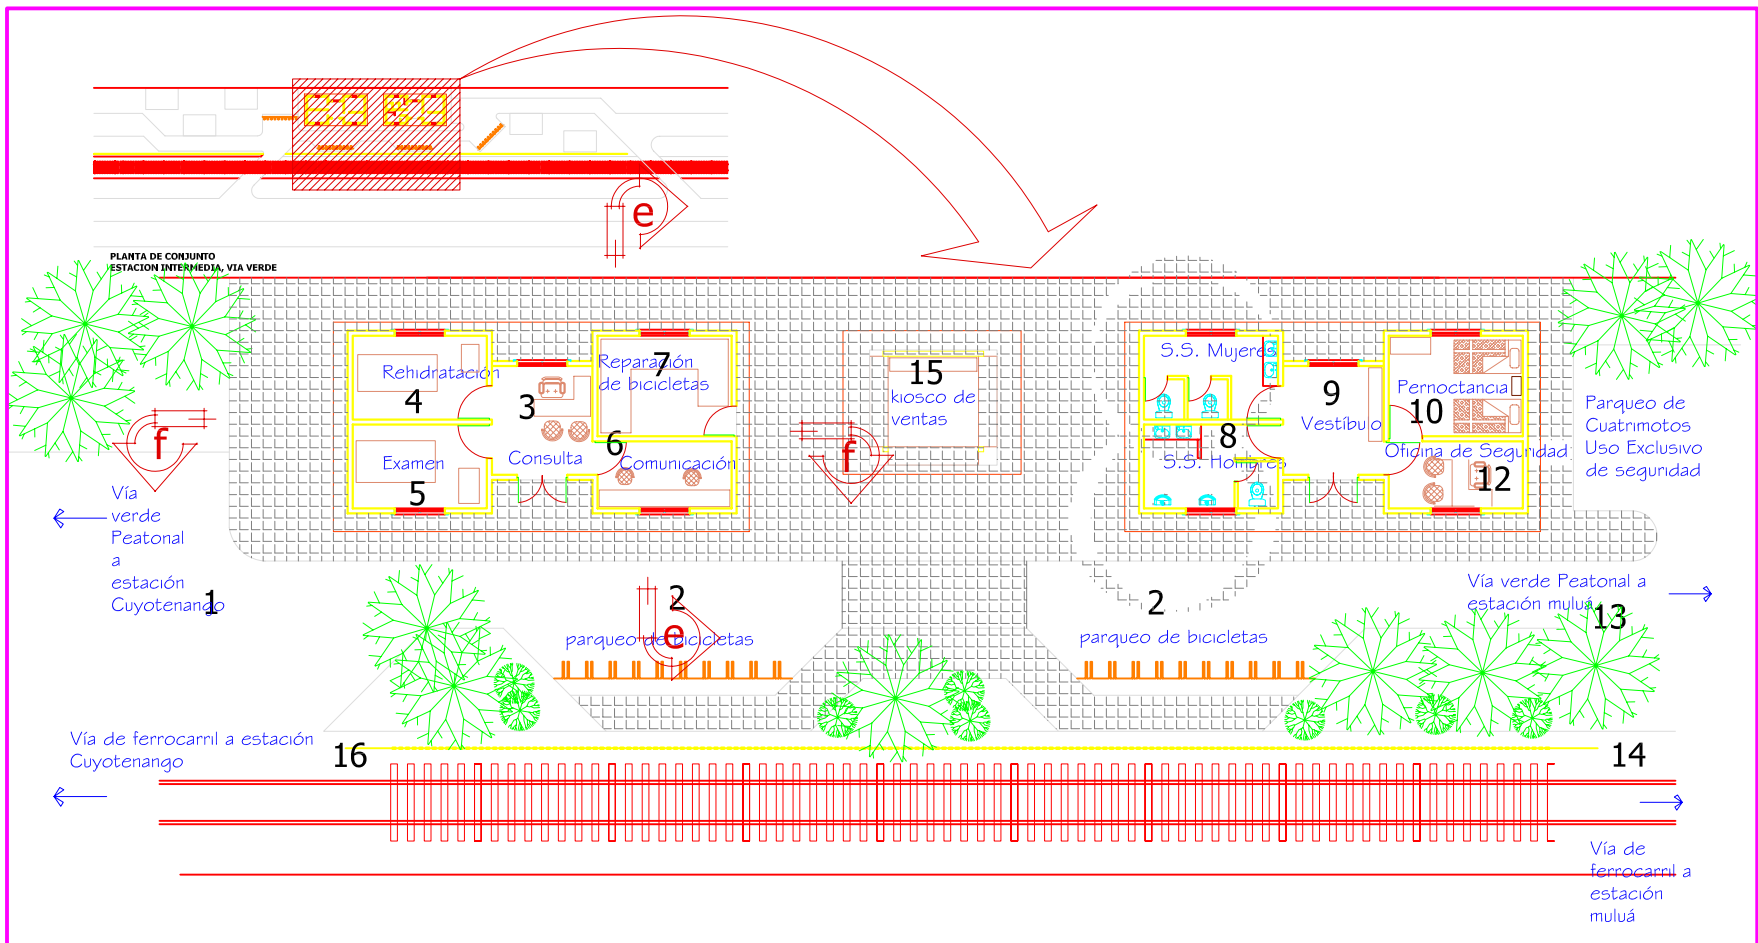 e
PLANTA DE CONJUNTO
ESTACION INTERMEDIA, VIA VERDE
Rehidratación
4
3
Reparación
de bicicletas
7
15
kiosco de
ventas
S.S. Mujeres
9
Vestíbulo
Pernoctancia
10
Parqueo de
Cuatrimotos
Uso Exclusivo
de seguridad
f
Examen
5
Consulta
6
Comunicación
f
8
S.S. Hombres
Oficina de Seguridad
12
Vía
verde
Peatonal
a
estación
Cuyotenango
1
2
e
parqueo de bicicletas
2
parqueo de bicicletas
Vía verde Peatonal a
estación muluá
13
Vía de ferrocarril a estación
Cuyotenango
16
14
Vía de
ferrocarril a
estación
muluá